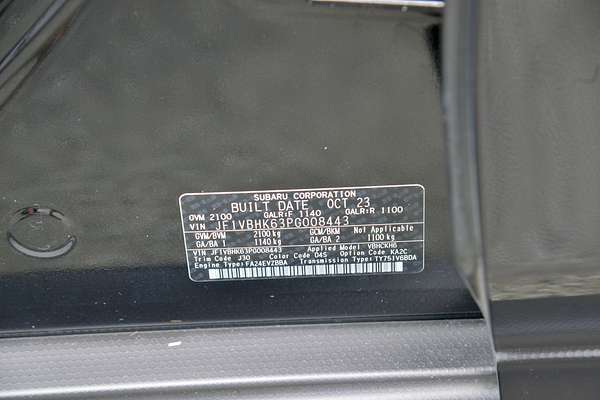 SUBARU CORPORATION
BUILT DATE OCT 23
GVM 2100 GALR:F 1140 GALR:R 1100
VIN JF1VBHK63PG008443
GVM/BVM 2100 kg GCM/BKM Not Applicable
GA/BA 1 1140 kg GA/BA 2 1100 kg
VIN JF1VBHK63PG008443 Applied Model VBHCKH6
Trim Code J30 Color Code D4S Option Code KA2C
Engine Type: FA24EVZBBA Transmission Type: TY751V6BDA